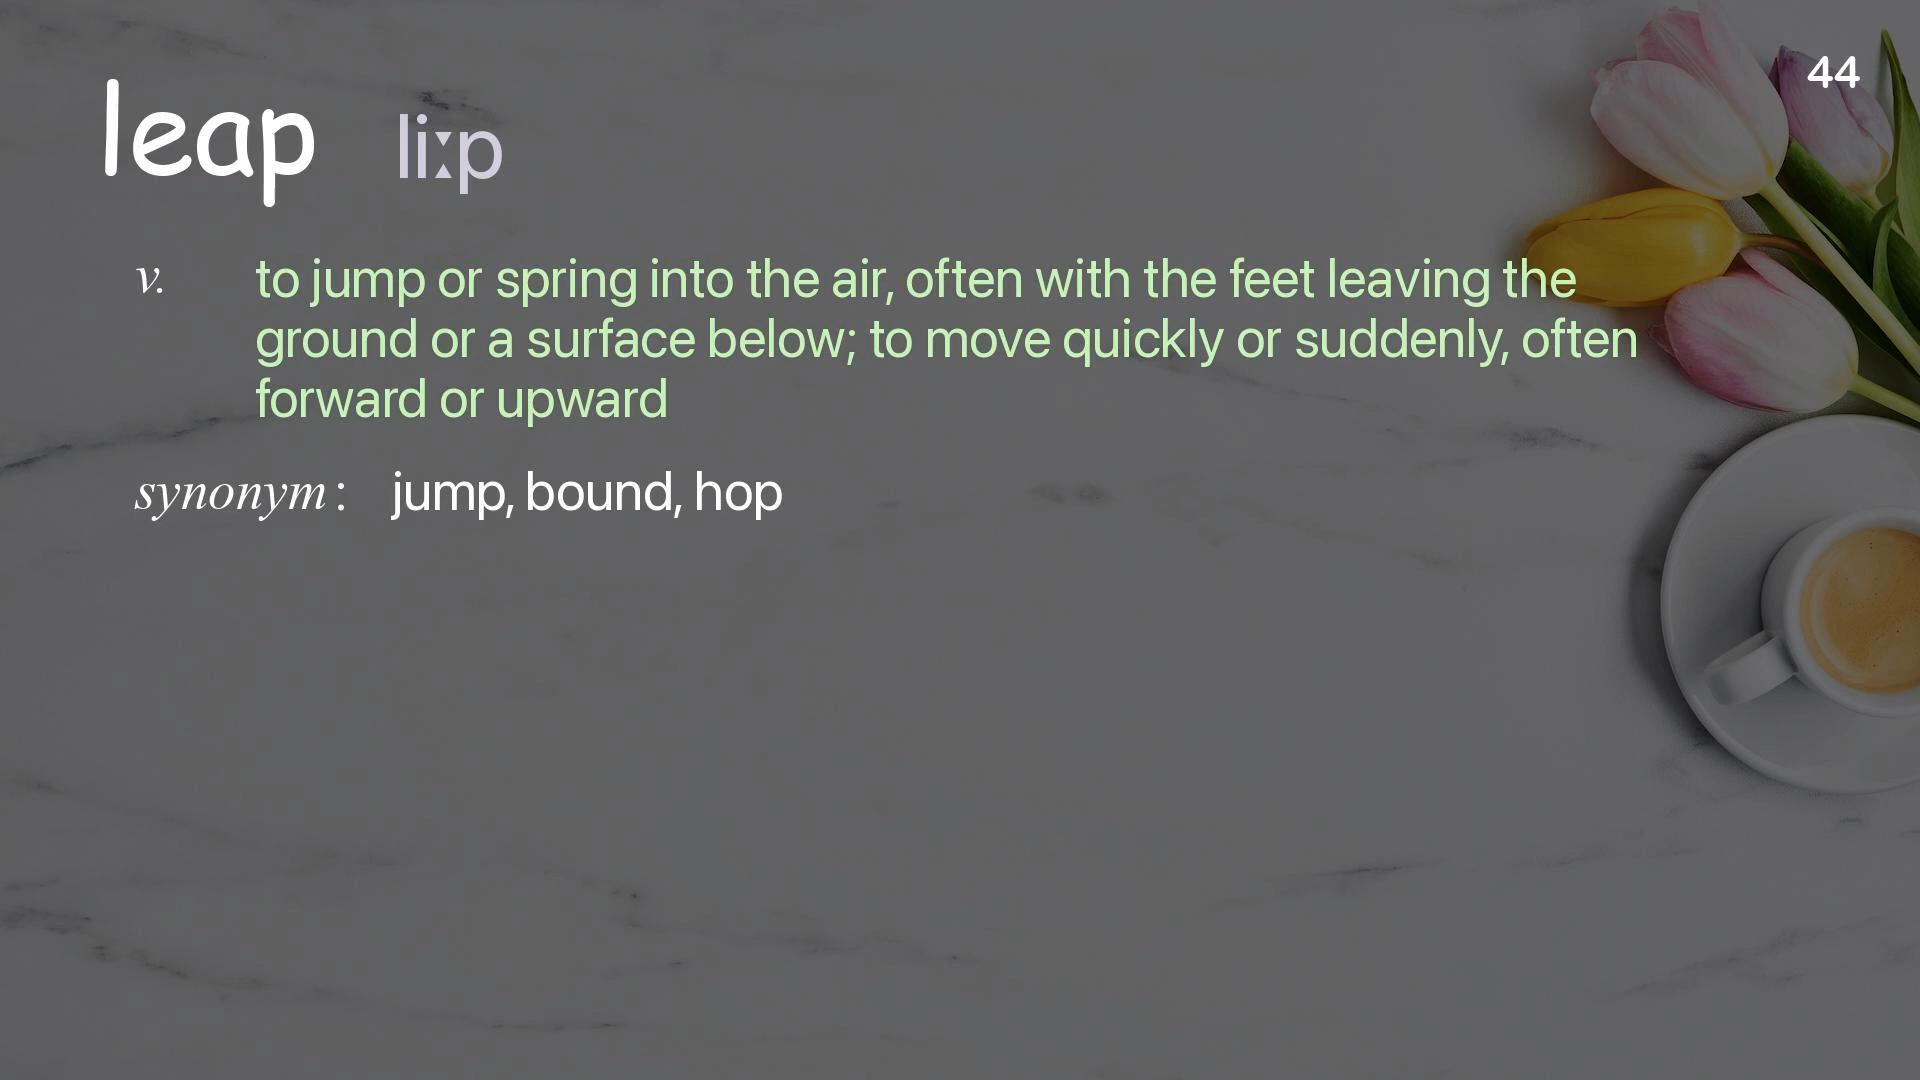 44
leap liːp
v. to jump or spring into the air, often with the feet leaving the
ground or a surface below; to move quickly or suddenly, often
forward or upward
synonym : jump, bound, hop